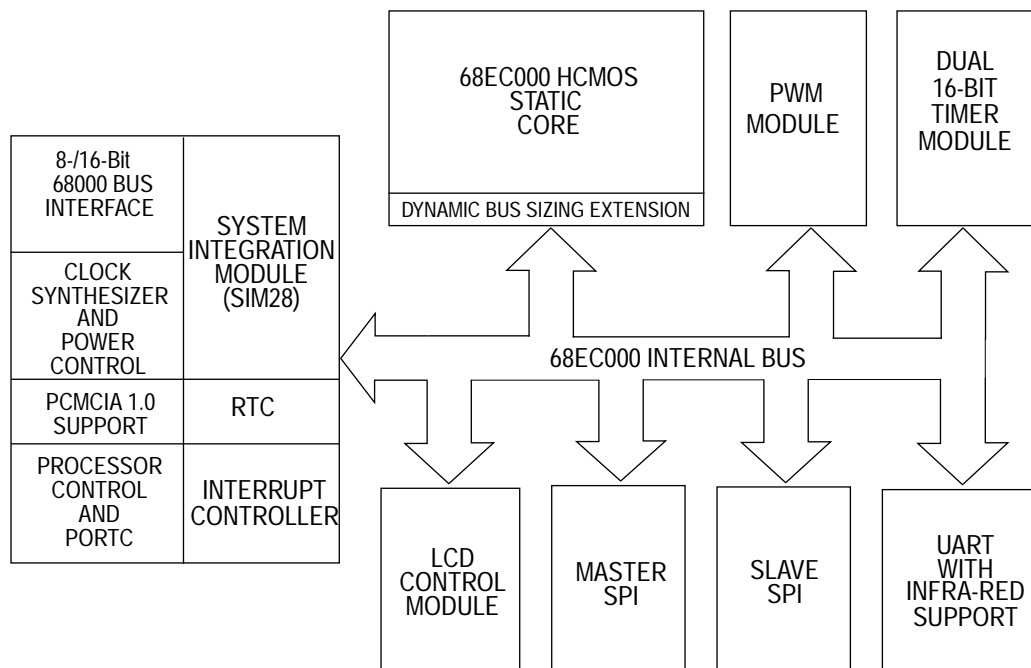 68EC000 HCMOS
STATIC
CORE
DYNAMIC BUS SIZING EXTENSION
PWM
MODULE
DUAL
16-BIT
TIMER
MODULE
8-/16-Bit
68000 BUS
INTERFACE
SYSTEM
INTEGRATION
MODULE
(SIM28)
CLOCK
SYNTHESIZER
AND
POWER
CONTROL
PCMCIA 1.0
SUPPORT
RTC
PROCESSOR
CONTROL
AND
PORTC
INTERRUPT
CONTROLLER
68EC000 INTERNAL BUS
LCD
CONTROL
MODULE
MASTER
SPI
SLAVE
SPI
UART
WITH
INFRA-RED
SUPPORT